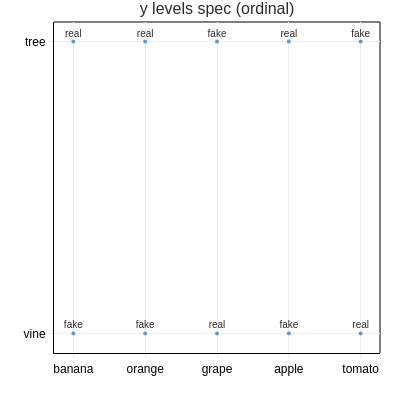 y levels spec (ordinal)
real real fake real fake
tree
fake fake real fake real
vine
banana orange grape apple tomato